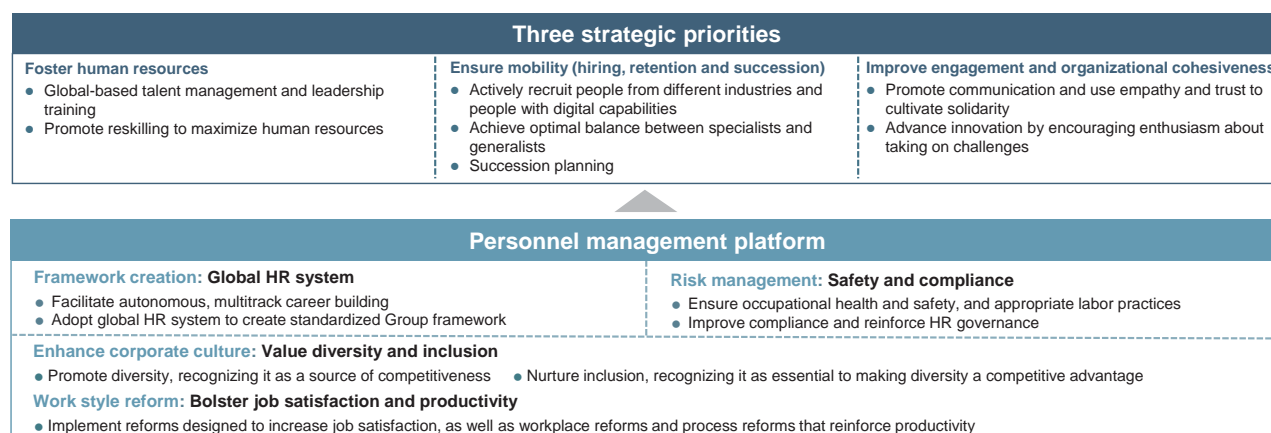 Three strategic priorities
Foster human resources
● Global-based talent management and leadership
training
● Promote reskilling to maximize human resources
Ensure mobility (hiring, retention and succession)
● Actively recruit people from different industries and
people with digital capabilities
● Achieve optimal balance between specialists and
generalists
● Succession planning
Improve engagement and organizational cohesiveness
● Promote communication and use empathy and trust to
cultivate solidarity
● Advance innovation by encouraging enthusiasm about
taking on challenges
Personnel management platform
Framework creation: Global HR system
● Facilitate autonomous, multitrack career building
● Adopt global HR system to create standardized Group framework
Risk management: Safety and compliance
● Ensure occupational health and safety, and appropriate labor practices
● Improve compliance and reinforce HR governance
Enhance corporate culture: Value diversity and inclusion
● Promote diversity, recognizing it as a source of competitiveness ● Nurture inclusion, recognizing it as essential to making diversity a competitive advantage
Work style reform: Bolster job satisfaction and productivity
● Implement reforms designed to increase job satisfaction, as well as workplace reforms and process reforms that reinforce productivity